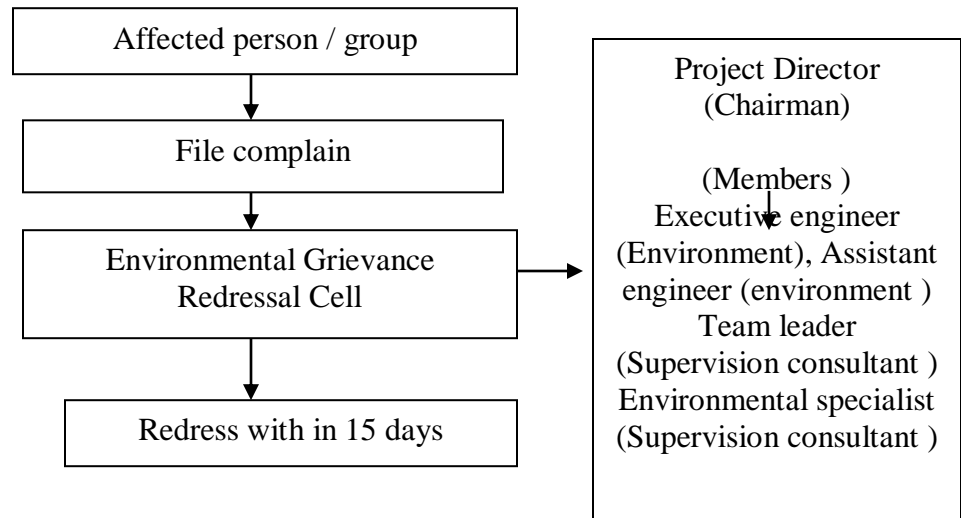 Affected person / group
File complain
Environmental Grievance
Redressal Cell
Redress with in 15 days
Project Director
(Chairman)
(Members )
Executive engineer
(Environment), Assistant
engineer (environment )
Team leader
(Supervision consultant )
Environmental specialist
(Supervision consultant )